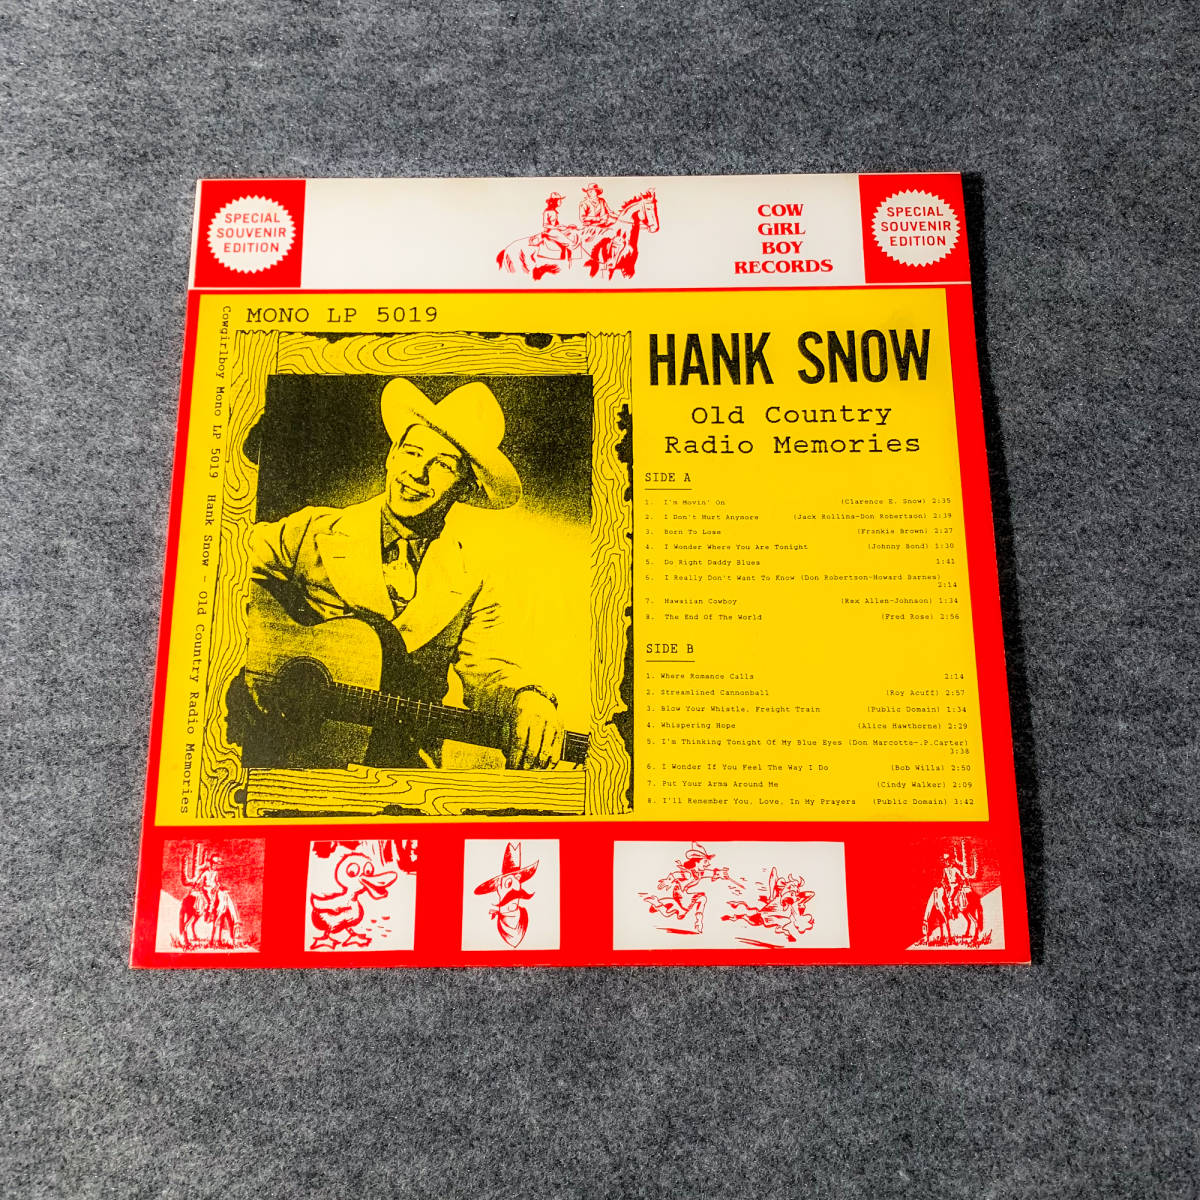 SPECIAL
SOUVENIR
EDITION
COW
GIRL
BOY
RECORDS
SPECIAL
SOUVENIR
EDITION
MONO LP 5019
Cowgirlboy Mono LP 5019 Hank Snow - Old Country Radio Memories
HANK SNOW
Old Country
Radio Memories
SIDE A
1. I'm Movin' On (Clarence E. Snow) 2:35
2. I Don't Hurt Anymore (Jack Rollins-Don Robertson) 2:39
3. Born To Lose (Frankie Brown) 2:27
4. I Wonder Where You Are Tonight (Johnny Bond) 1:30
5. Do Right Daddy Blues 1:41
6. I Really Don't Want To Know (Don Robertson-Howard Barnes)
2:14
7. Hawaiian Cowboy (Rex Allen-Johnson) 1:34
8. The End Of The World (Fred Rose) 2:56
SIDE B
1. Where Romance Calls 2:14
2. Streamlined Cannonball (Roy Acuff) 2:57
3. Blow Your Whistle, Freight Train (Public Domain) 1:34
4. Whispering Hope (Alice Hawthorne) 2:29
5. I'm Thinking Tonight Of My Blue Eyes (Don Marcotte-.P.Carter)
3:38
6. I Wonder If You Feel The Way I Do (Bob Wills) 2:50
7. Put Your Arms Around Me (Cindy Walker) 2:09
8. I'll Remember You, Love, In My Prayers (Public Domain) 3:42